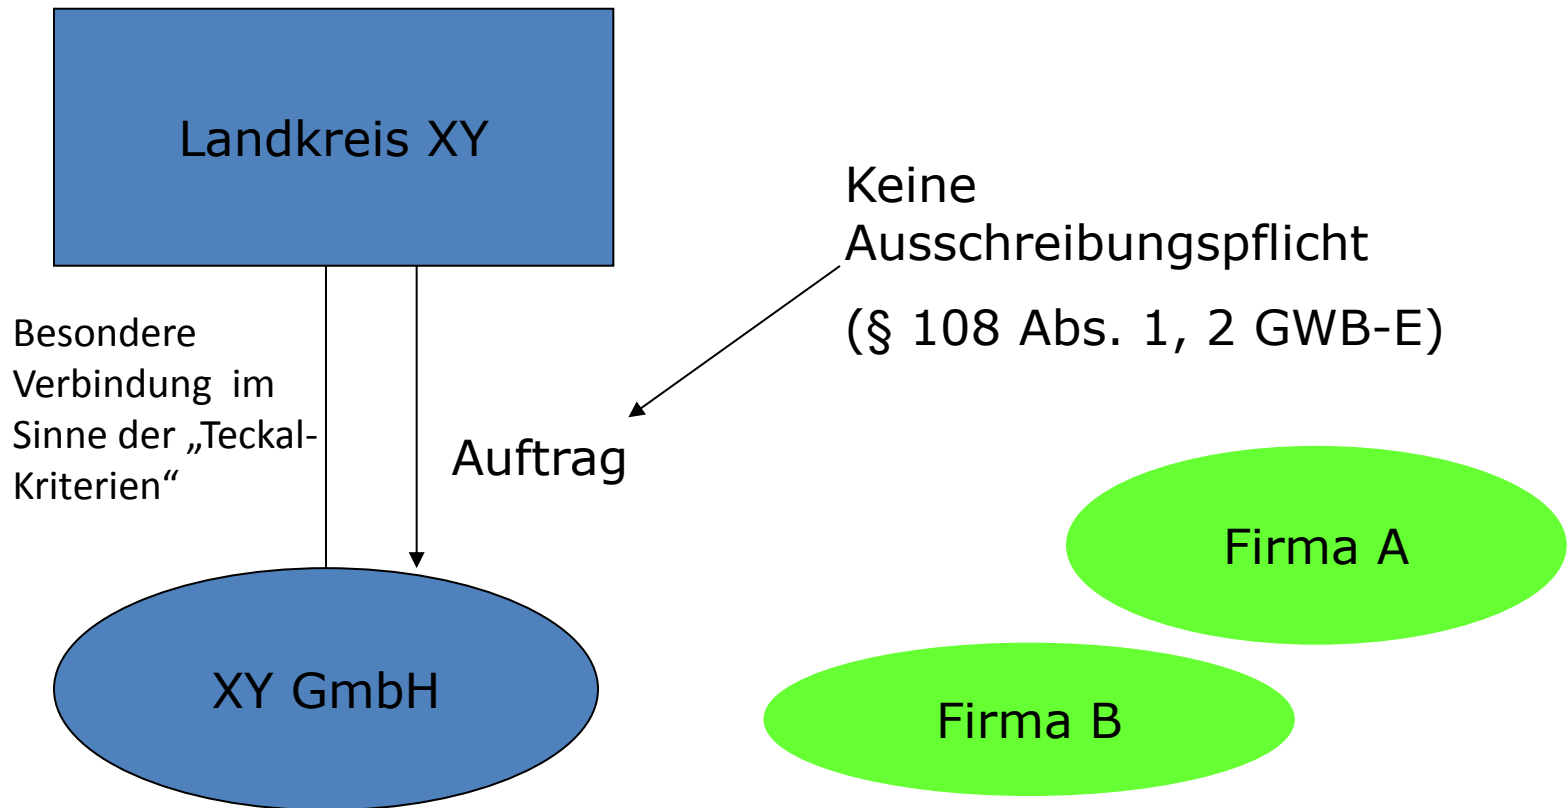 Landkreis XY
Keine
Ausschreibungspflicht
(§ 108 Abs. 1, 2 GWB-E)
Besondere
Verbindung  im
Sinne der „Teckal-
Kriterien“
Auftrag
Firma A
XY GmbH
Firma B